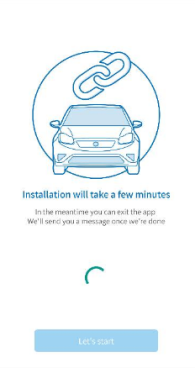 Installation will take a few minutes
In the meantime you can exit the app
We'll send you a message once we're done
Let's start